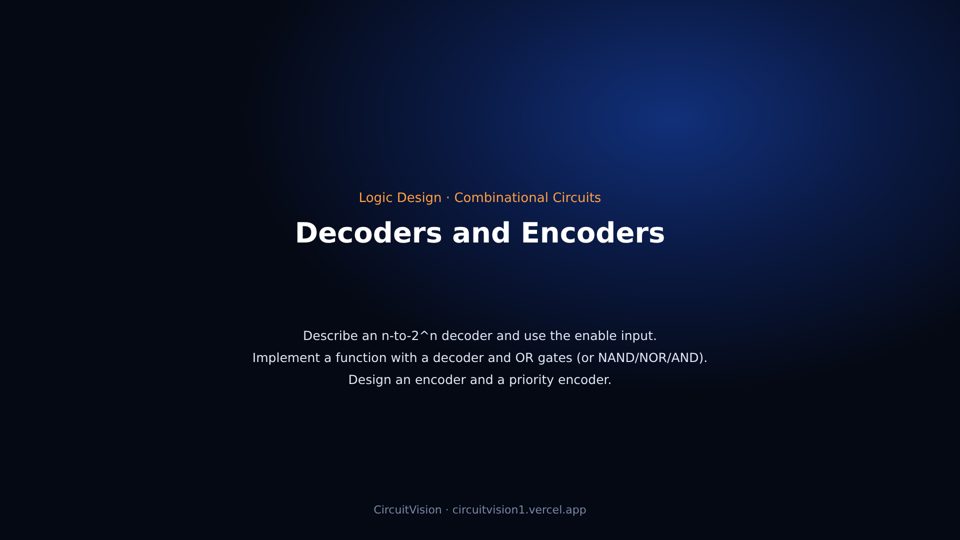 Logic Design · Combinational Circuits
Decoders and Encoders
Describe an n-to-2^n decoder and use the enable input.
Implement a function with a decoder and OR gates (or NAND/NOR/AND).
Design an encoder and a priority encoder.
CircuitVision · circuitvision1.vercel.app